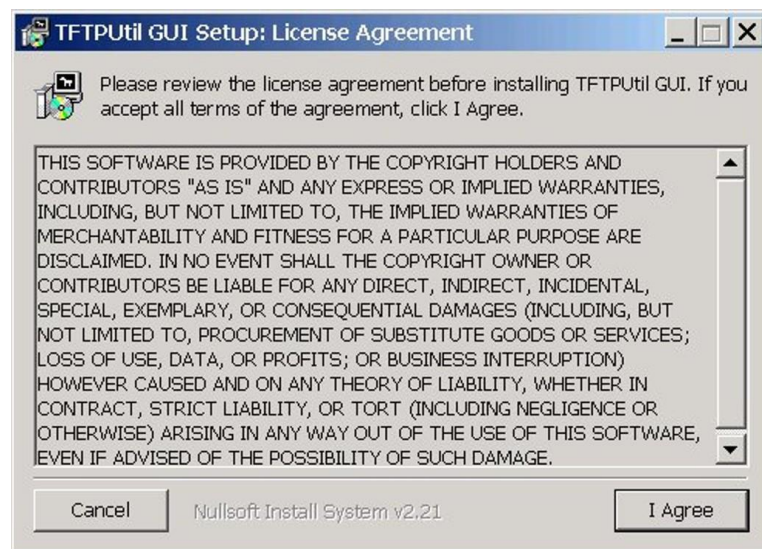 TFTPUtil GUI Setup: License Agreement
Please review the license agreement before installing TFTPUtil GUI. If you
accept all terms of the agreement, click I Agree.
THIS SOFTWARE IS PROVIDED BY THE COPYRIGHT HOLDERS AND
CONTRIBUTORS "AS IS" AND ANY EXPRESS OR IMPLIED WARRANTIES,
INCLUDING, BUT NOT LIMITED TO, THE IMPLIED WARRANTIES OF
MERCHANTABILITY AND FITNESS FOR A PARTICULAR PURPOSE ARE
DISCLAIMED. IN NO EVENT SHALL THE COPYRIGHT OWNER OR
CONTRIBUTORS BE LIABLE FOR ANY DIRECT, INDIRECT, INCIDENTAL,
SPECIAL, EXEMPLARY, OR CONSEQUENTIAL DAMAGES (INCLUDING, BUT
NOT LIMITED TO, PROCUREMENT OF SUBSTITUTE GOODS OR SERVICES;
LOSS OF USE, DATA, OR PROFITS; OR BUSINESS INTERRUPTION)
HOWEVER CAUSED AND ON ANY THEORY OF LIABILITY, WHETHER IN
CONTRACT, STRICT LIABILITY, OR TORT (INCLUDING NEGLIGENCE OR
OTHERWISE) ARISING IN ANY WAY OUT OF THE USE OF THIS SOFTWARE,
EVEN IF ADVISED OF THE POSSIBILITY OF SUCH DAMAGE.
Cancel
Nullsoft Install System v2.21
I Agree